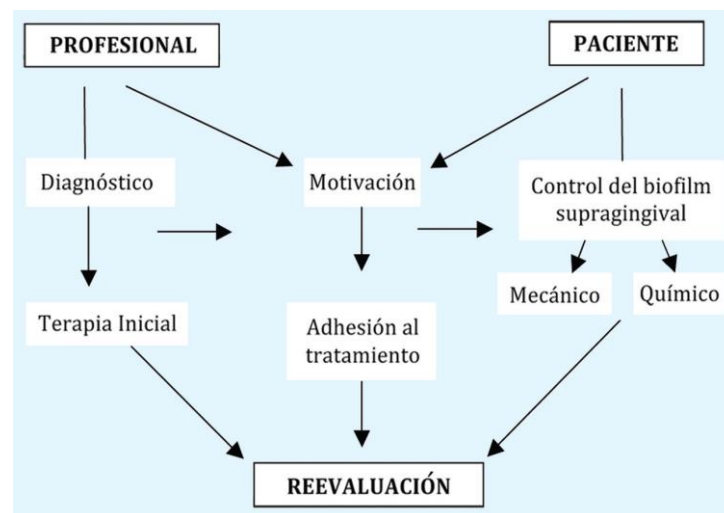 PROFESIONAL
PACIENTE
Diagnóstico
Motivación
Control del biofilm
supragingival
Mecánico
Químico
Terapia Inicial
Adhesión al
tratamiento
REEVALUACIÓN